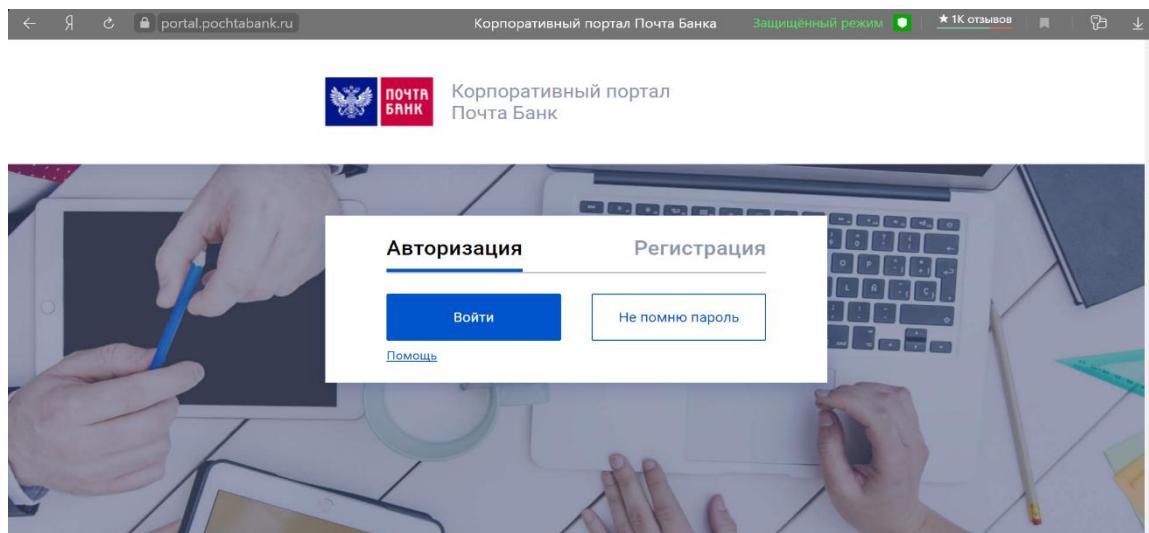 Я portal.pochtabank.ru Корпоративный портал Почта Банка Защищённый режим ★ 1K отзывов
ПОЧТА
БАНК
Корпоративный портал
Почта Банк
Авторизация Регистрация
Войти Не помню пароль
Помощь